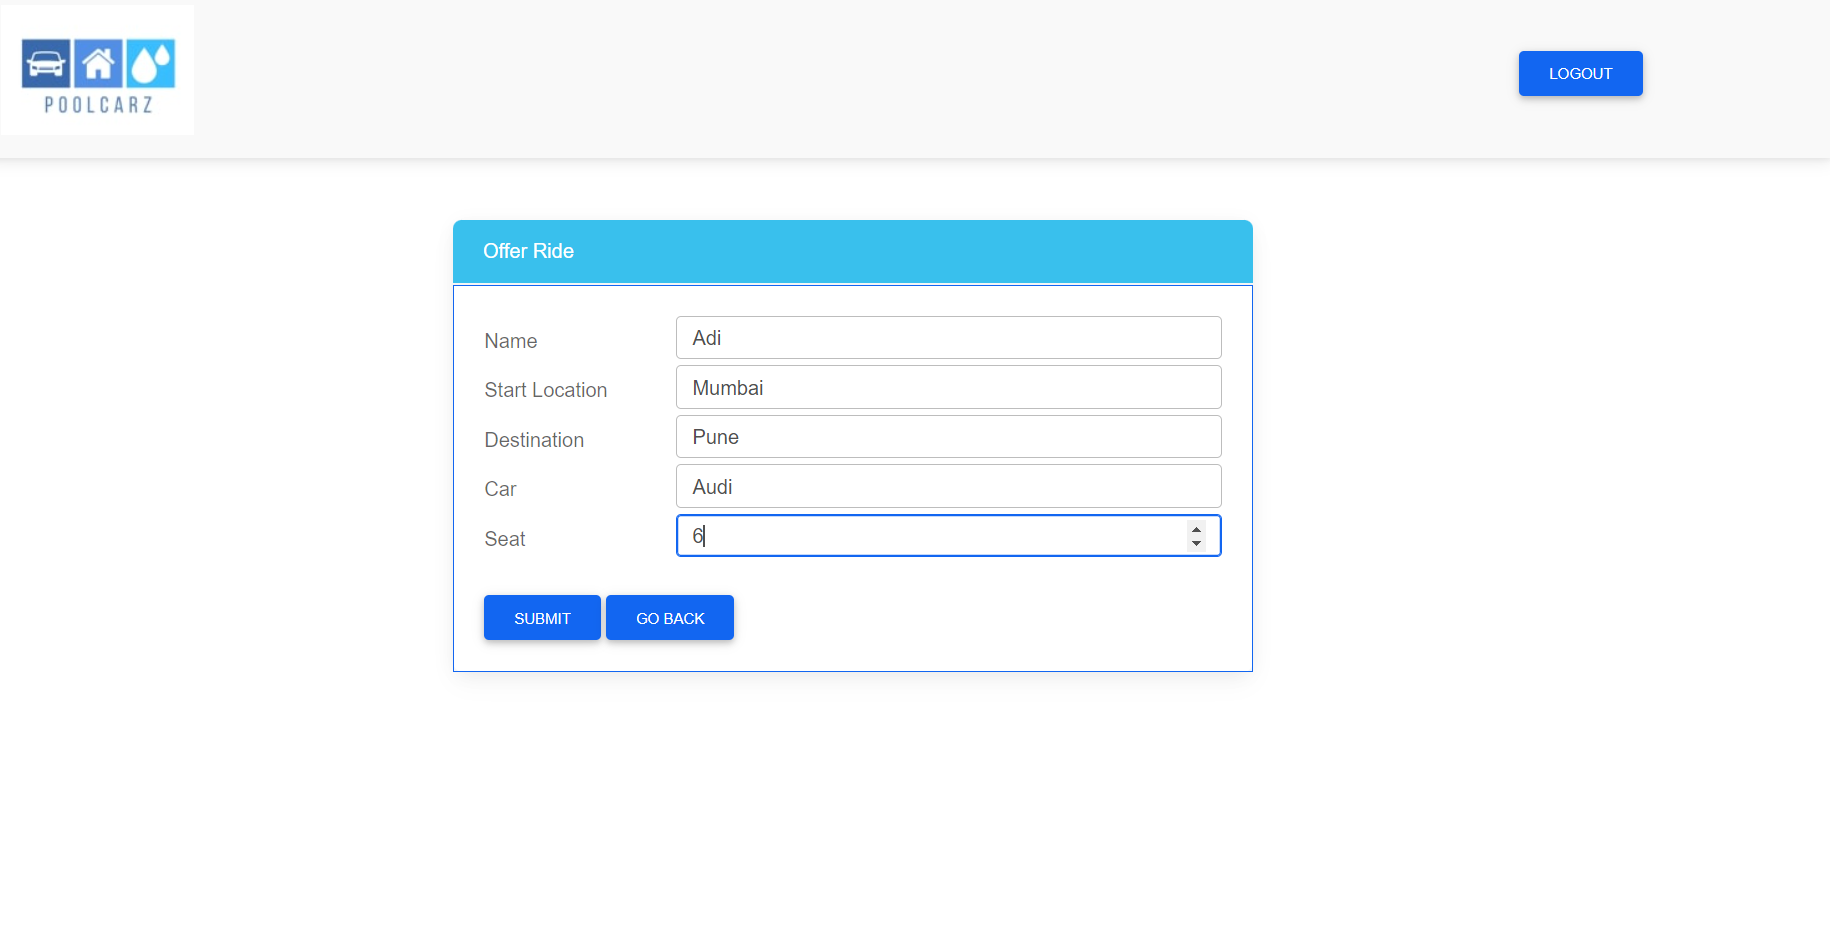 POOLCARZ
LOGOUT
Offer Ride
Name Adi
Start Location Mumbai
Destination Pune
Car Audi
Seat 6
SUBMIT GO BACK